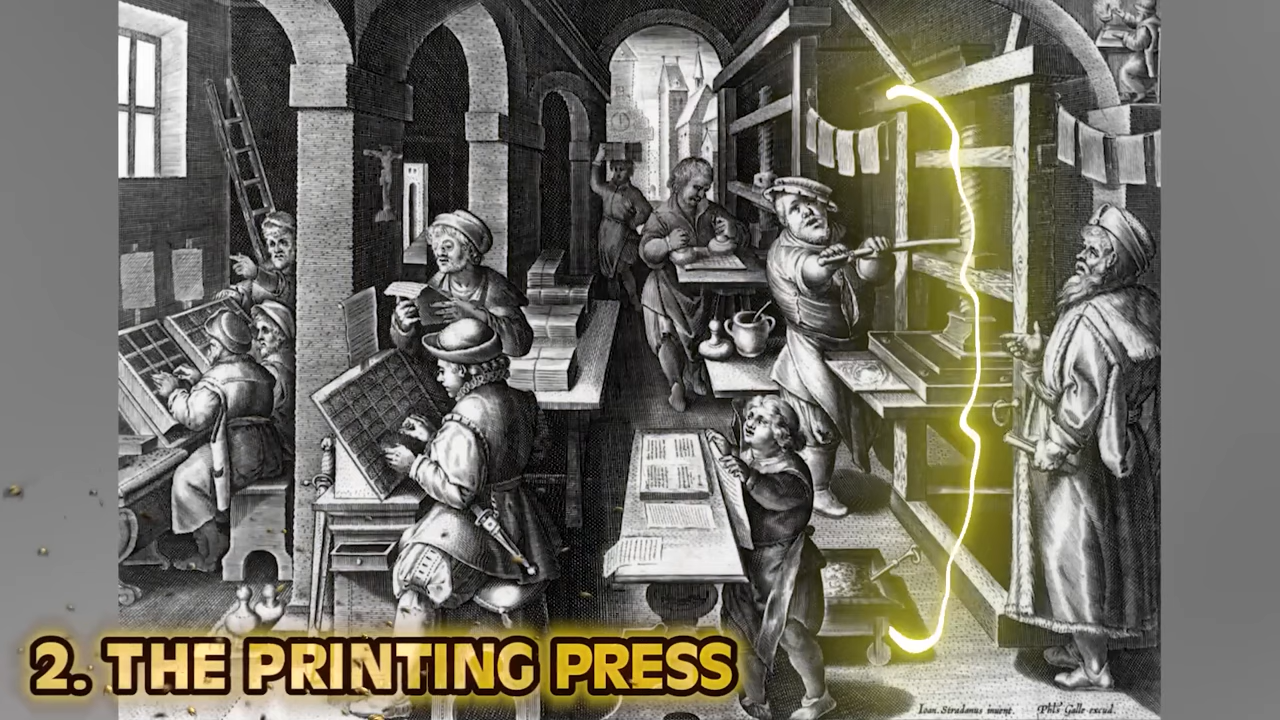 2. THE PRINTING PRESS
Ioan. Stradanus invent.
Phls Galle excud.